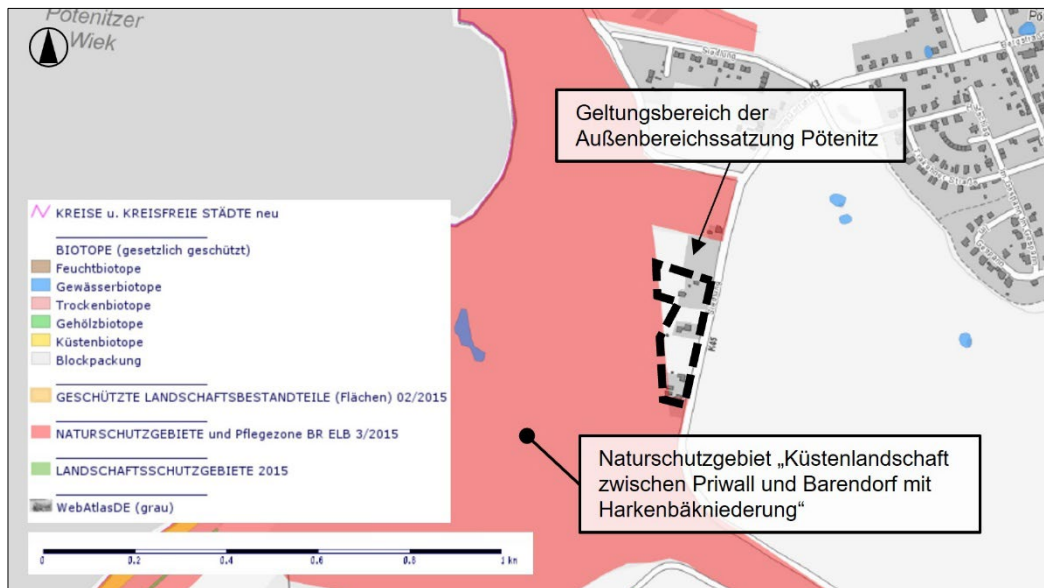 Pötenitzer
Wiek
Siedlung
Geltungsbereich der
Außenbereichssatzung Pötenitz
KREISE u. KREISFREIE STÄDTE neu
BIOTOPE (gesetzlich geschützt)
Feuchtbiotope
Gewässerbiotope
Trockenbiotope
Gehölzbiotope
Küstenbiotope
Blockpackung
GESCHÜTZTE LANDSCHAFTSBESTANDTEILE (Flächen) 02/2015
NATURSCHUTZGEBIETE und Pflegezone BR ELB 3/2015
LANDSCHAFTSSCHUTZGEBIETE 2015
WebAtlasDE (grau)
K45
Naturschutzgebiet „Küstenlandschaft
zwischen Priwall und Barendorf mit
Harkenbäkniederung“
0 0.2 0.4 0.6 0.8 1 km